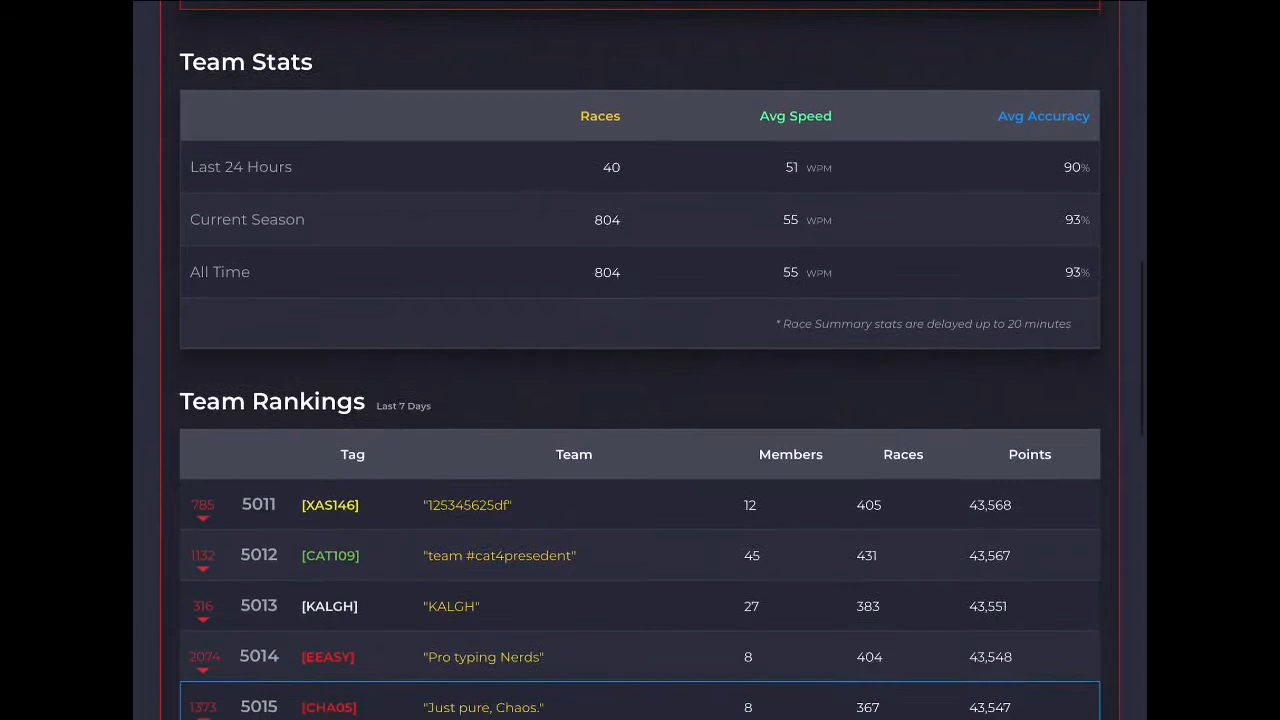 Team Stats
Races Avg Speed Avg Accuracy
Last 24 Hours 40 51 WPM 90%
Current Season 804 55 WPM 93%
All Time 804 55 WPM 93%
* Race Summary stats are delayed up to 20 minutes
Team Rankings Last 7 Days
Tag Team Members Races Points
785 5011 [XAS146] "125345625df" 12 405 43,568
1132 5012 [CAT109] "team #cat4presedent" 45 431 43,567
316 5013 [KALGH] "KALGH" 27 383 43,551
2074 5014 [EEASY] "Pro typing Nerds" 8 404 43,548
1373 5015 [CHA05] "Just pure, Chaos." 8 367 43,547